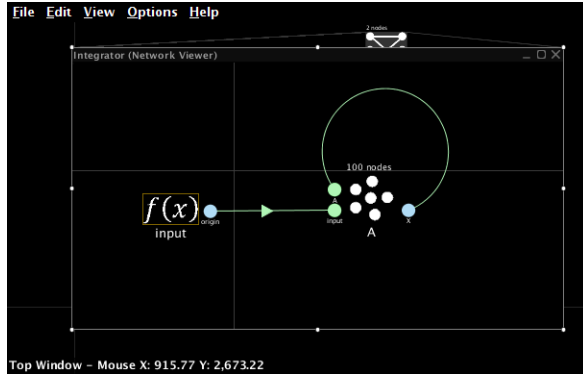 File Edit View Options Help
2 nodes
Integrator (Network Viewer)
100 nodes
f(x)
origin
input
A
input
X
A
Top Window - Mouse X: 915.77 Y: 2,673.22